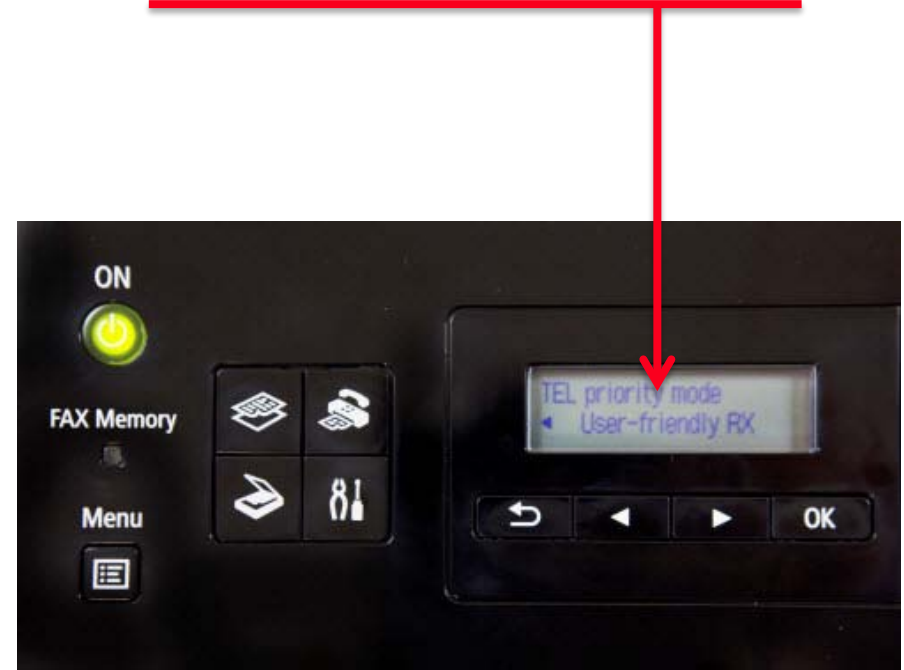 ON
FAX Memory
Menu
TEL priority mode
◄ User-friendly RX
OK